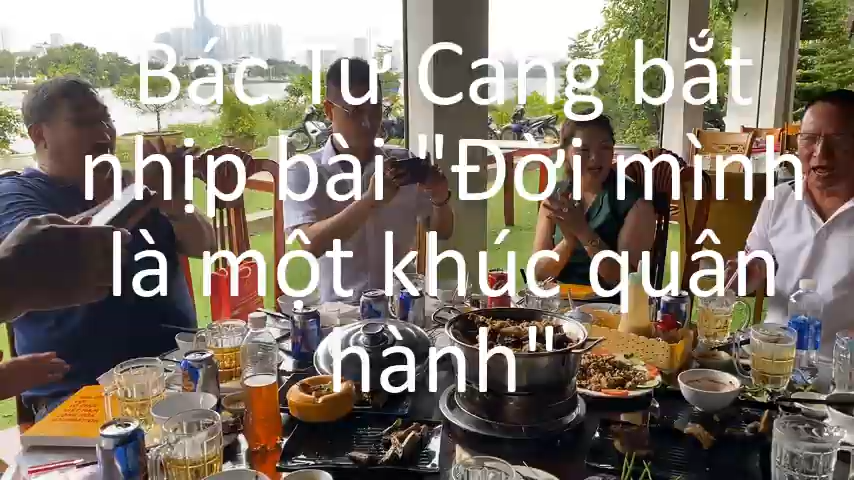 Bác Tư Cang bắt
nhịp bài "Đời mình
là một khúc quân
hành"